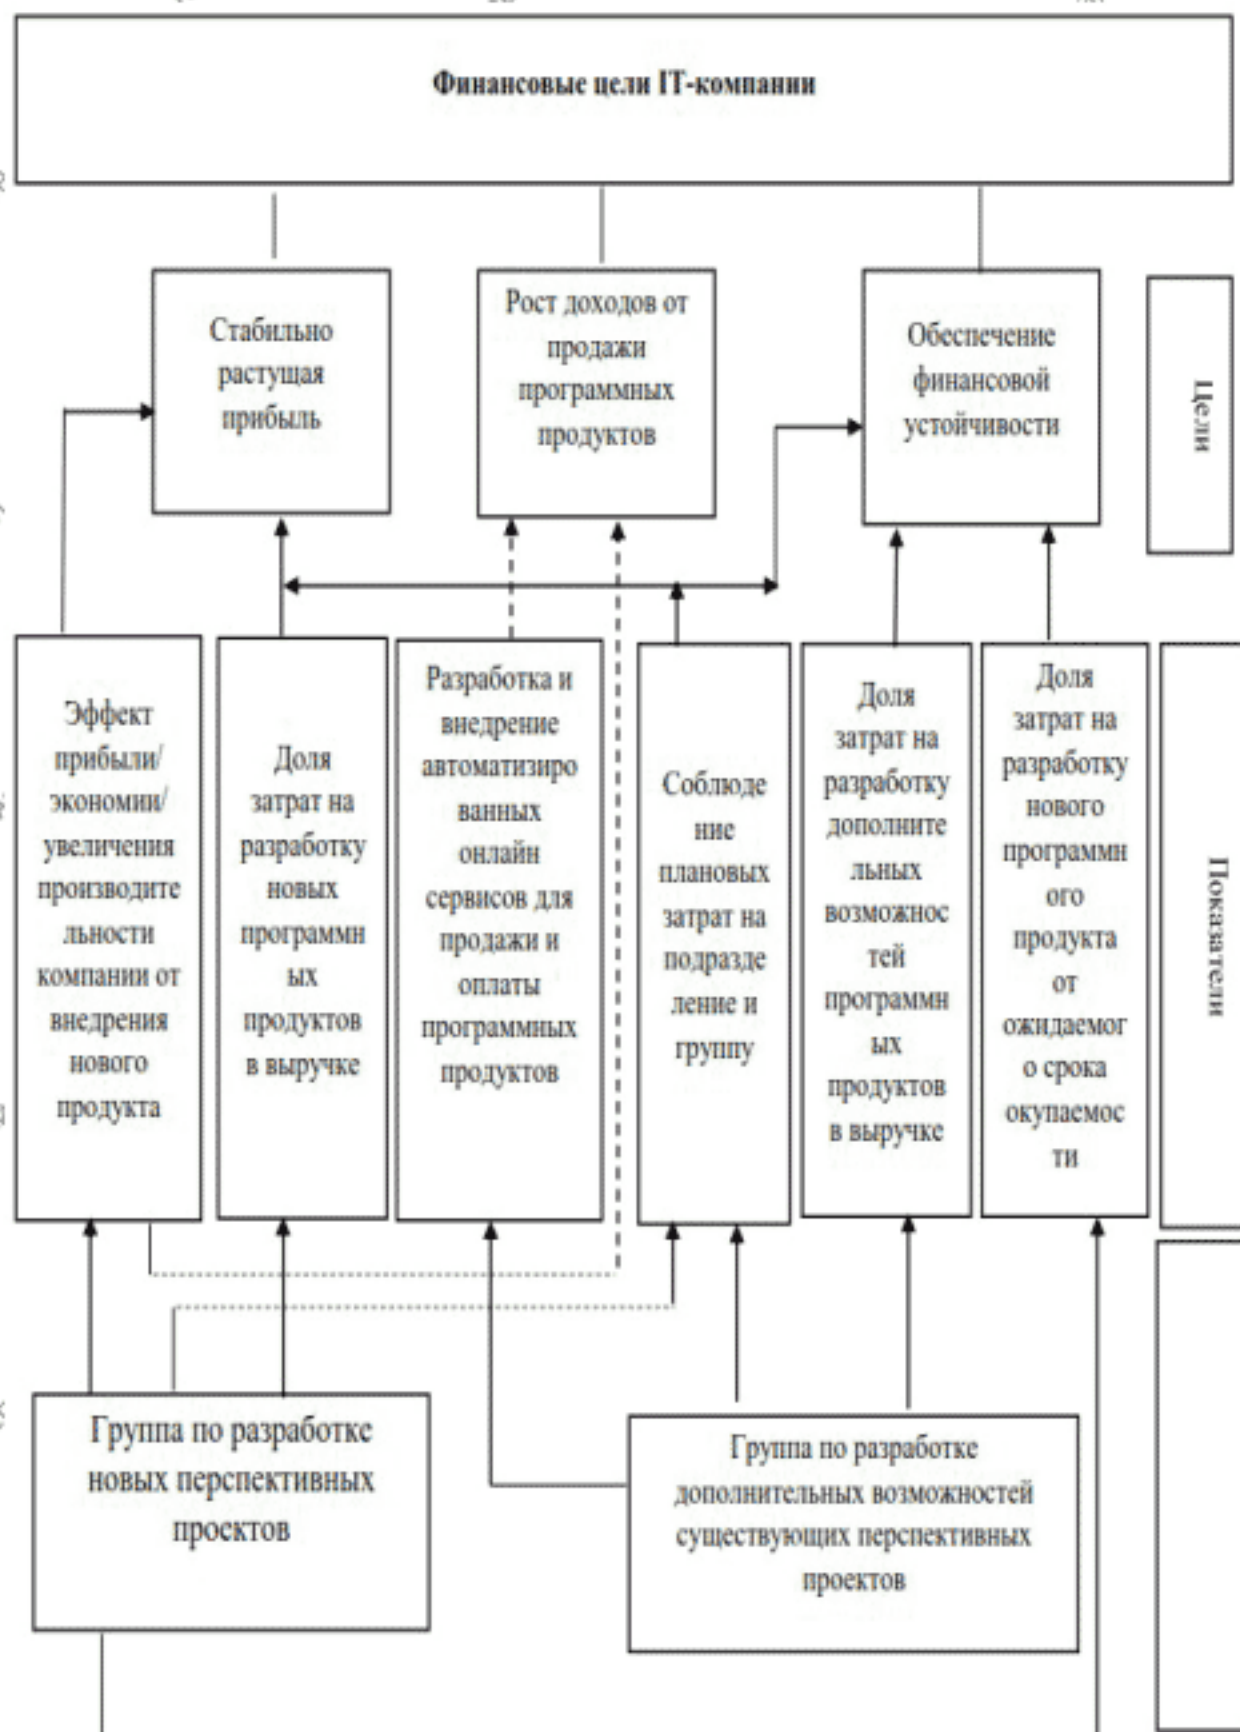 Финансовые цели IT-компании
Стабильно
растущая
прибыль
Рост доходов от
продажи
программных
продуктов
Обеспечение
финансовой
устойчивости
Цели
Эффект
прибыли/
экономии/
увеличения
производите
льности
компании от
внедрения
нового
продукта
Доля
затрат на
разработку
новых
программн
ых
продуктов
в выручке
Разработка и
внедрение
автоматизиро
ванных
онлайн
сервисов для
продажи и
оплаты
программных
продуктов
Соблюде
ние
плановых
затрат на
подразде
ление и
группу
Доля
затрат на
разработку
дополните
льных
возможнос
тей
программн
ых
продуктов
в выручке
Доля
затрат на
разработку
нового
программн
ого
продукта
от
ожидаемог
о срока
окупаемос
ти
Показатели
Группа по разработке
новых перспективных
проектов
Группа по разработке
дополнительных возможностей
существующих перспективных
проектов